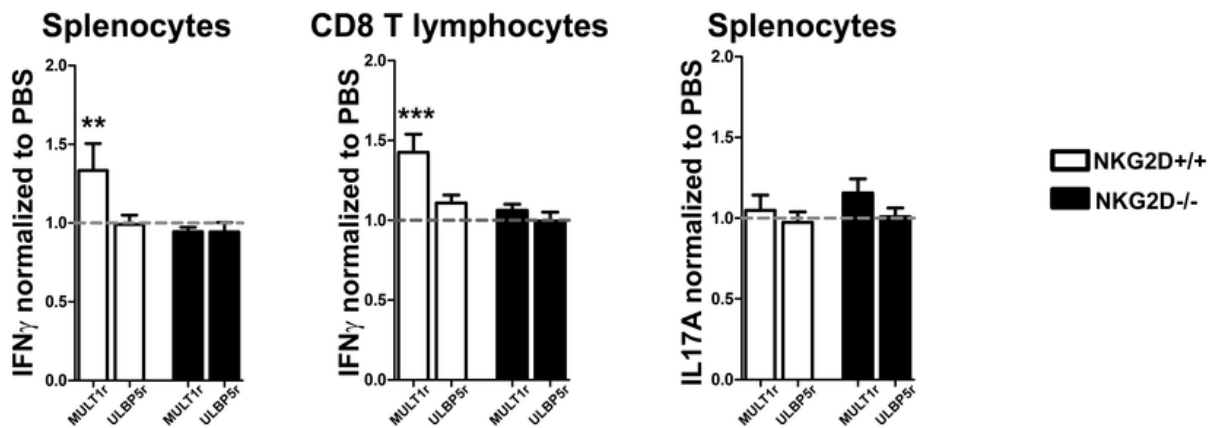 Splenocytes
IFNγ normalized to PBS
2.0
1.5
1.0
0.5
0.0
**
MULT1r
ULBP5r
MULT1r
ULBP5r
CD8 T lymphocytes
IFNγ normalized to PBS
2.0
1.5
1.0
0.5
0.0
***
MULT1r
ULBP5r
MULT1r
ULBP5r
Splenocytes
IL17A normalized to PBS
2.0
1.5
1.0
0.5
0.0
MULT1r
ULBP5r
MULT1r
ULBP5r
NKG2D+/+
NKG2D-/-